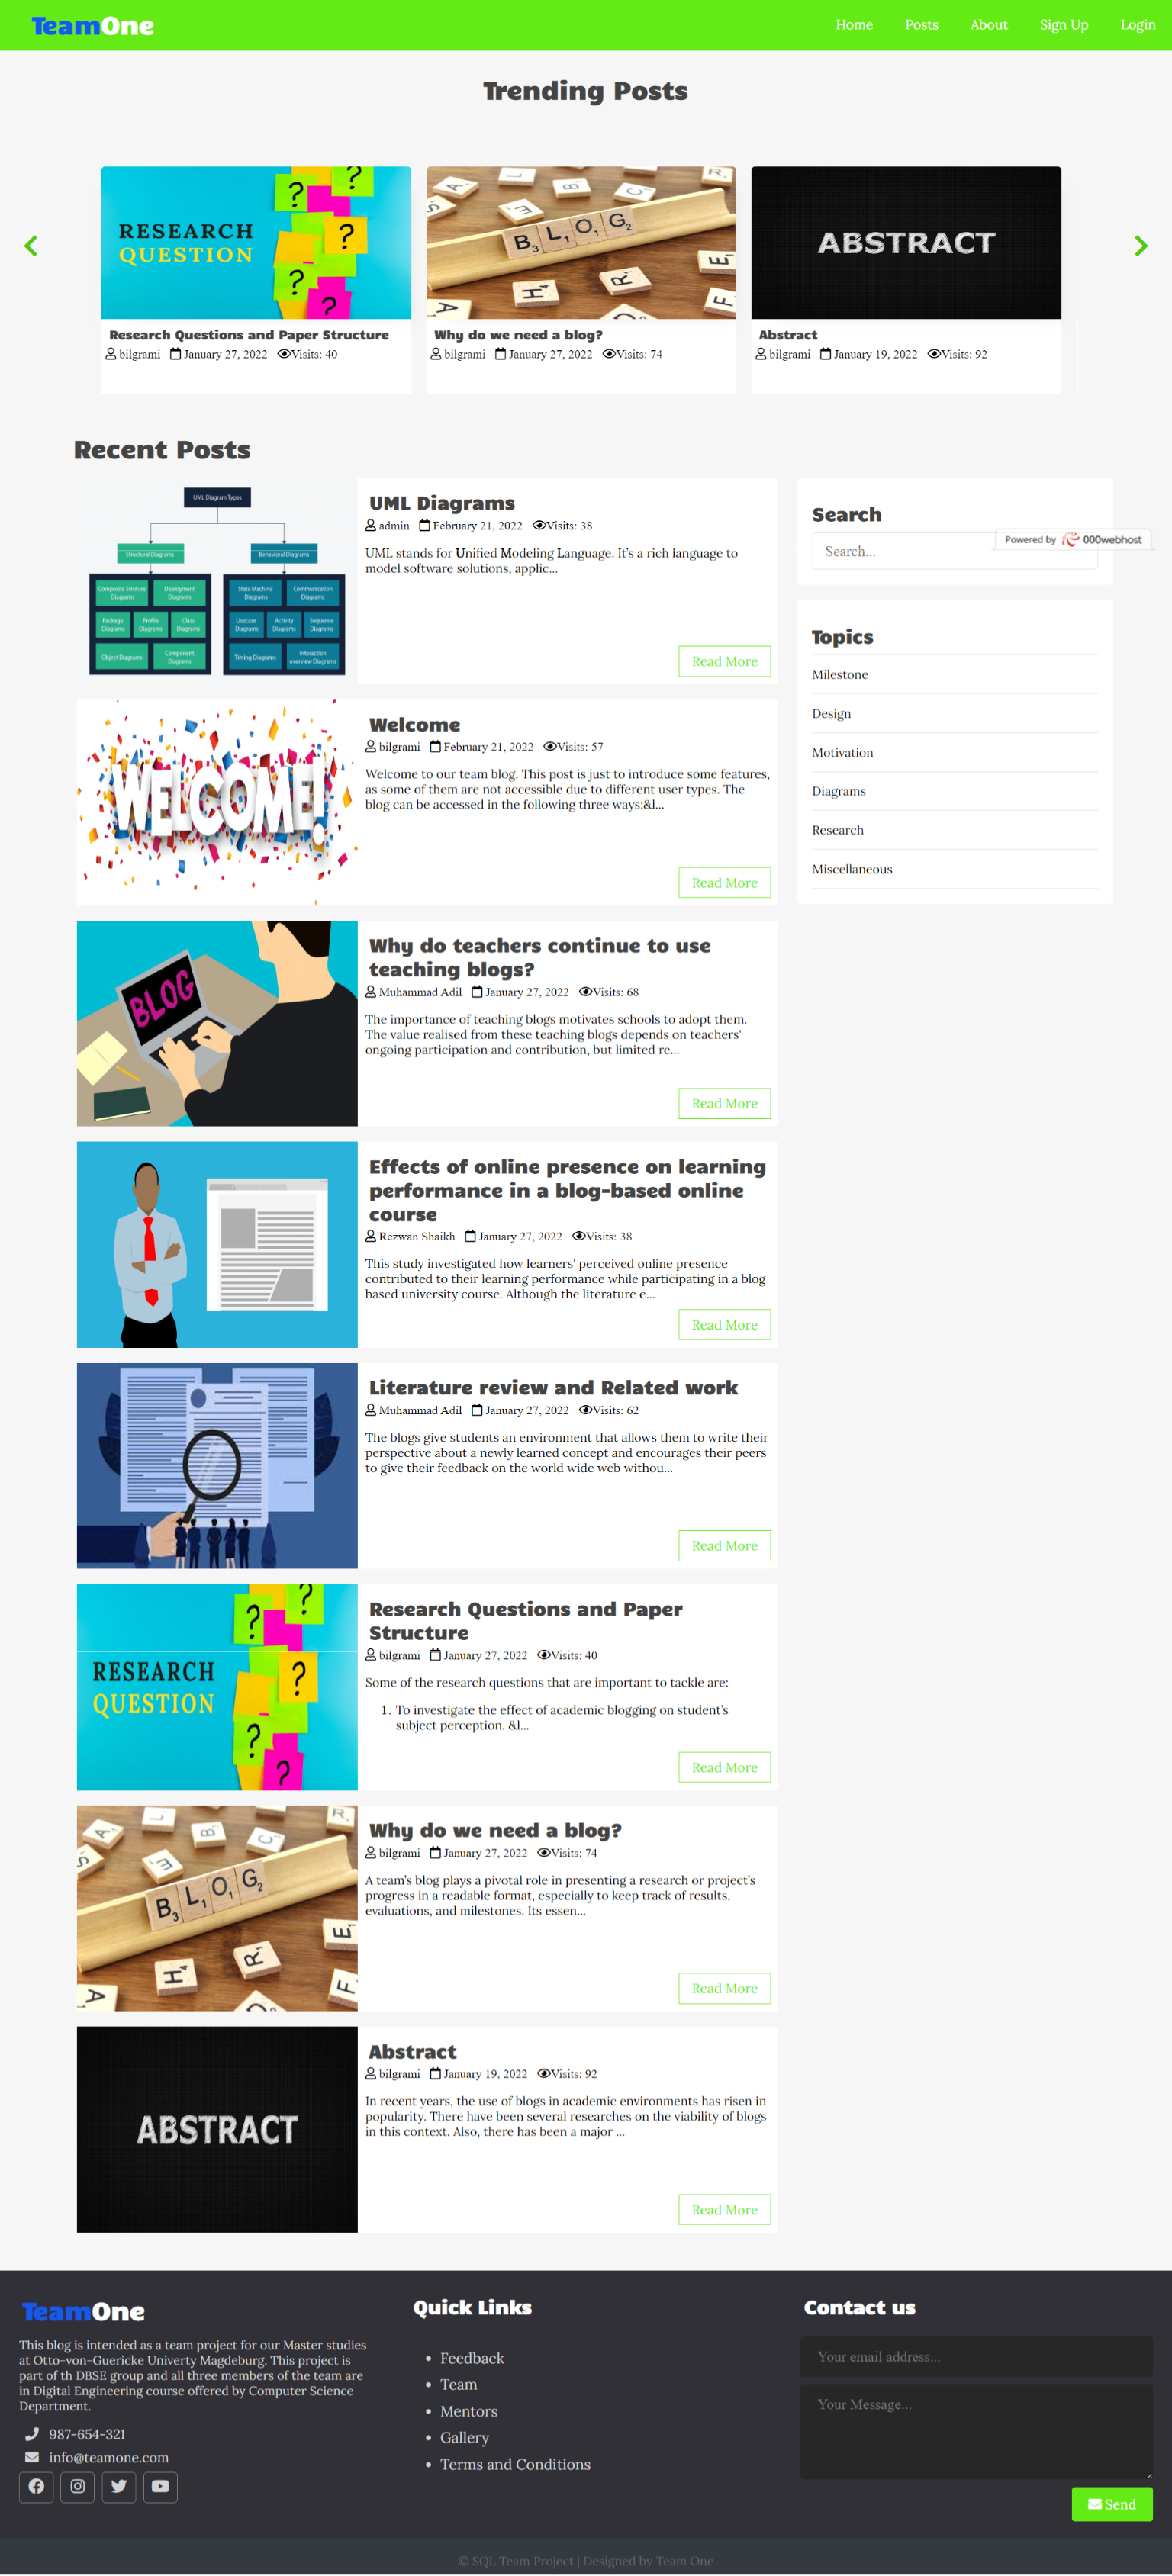 TeamOne
Home Posts About Sign Up Login
Trending Posts
RESEARCH
QUESTION
? ? ? ? ?
B3 L1 O1 G2
ABSTRACT
Research Questions and Paper Structure
bilgrami January 27, 2022 Visits: 40
Why do we need a blog?
bilgrami January 27, 2022 Visits: 74
Abstract
bilgrami January 19, 2022 Visits: 92
Recent Posts
UML Diagram Types
Structural Diagrams
Behavioral Diagrams
Composite Struture Diagrams
Deployment Diagrams
Package Diagrams
Profile Diagrams
Class Diagrams
Object Diagrams
Component Diagrams
State Machine Diagrams
Communication Diagrams
Usecase Diagrams
Activity Diagrams
Sequence Diagrams
Timing Diagrams
Interaction overview Diagrams
UML Diagrams
admin February 21, 2022 Visits: 38
UML stands for Unified Modeling Language. It’s a rich language to
model software solutions, applic...
Read More
WELCOME!
Welcome
bilgrami February 21, 2022 Visits: 57
Welcome to our team blog. This post is just to introduce some features,
as some of them are not accessible due to different user types. The
blog can be accessed in the following three ways:&l...
Read More
BLOG
Why do teachers continue to use
teaching blogs?
Muhammad Adil January 27, 2022 Visits: 68
The importance of teaching blogs motivates schools to adopt them.
The value realised from these teaching blogs depends on teachers'
ongoing participation and contribution, but limited re...
Read More
Effects of online presence on learning
performance in a blog-based online
course
Rezwan Shaikh January 27, 2022 Visits: 38
This study investigated how learners' perceived online presence
contributed to their learning performance while participating in a blog
based university course. Although the literature e...
Read More
Literature review and Related work
Muhammad Adil January 27, 2022 Visits: 62
The blogs give students an environment that allows them to write their
perspective about a newly learned concept and encourages their peers
to give their feedback on the world wide web withou...
Read More
RESEARCH
QUESTION
? ? ? ? ?
Research Questions and Paper
Structure
bilgrami January 27, 2022 Visits: 40
Some of the research questions that are important to tackle are:
1. To investigate the effect of academic blogging on student’s
subject perception. &l...
Read More
B3 L1 O1 G2
Why do we need a blog?
bilgrami January 27, 2022 Visits: 74
A team’s blog plays a pivotal role in presenting a research or project’s
progress in a readable format, especially to keep track of results,
evaluations, and milestones. Its essen...
Read More
ABSTRACT
Abstract
bilgrami January 19, 2022 Visits: 92
In recent years, the use of blogs in academic environments has risen in
popularity. There have been several researches on the viability of blogs
in this context. Also, there has been a major ...
Read More
Search
Search...
Powered by 000webhost
Topics
Milestone
Design
Motivation
Diagrams
Research
Miscellaneous
TeamOne
This blog is intended as a team project for our Master studies
at Otto-von-Guericke Univerty Magdeburg. This project is
part of th DBSE group and all three members of the team are
in Digital Engineering course offered by Computer Science
Department.
987-654-321
info@teamone.com
Quick Links
Feedback
Team
Mentors
Gallery
Terms and Conditions
Contact us
Your email address...
Your Message...
Send
© SQL Team Project | Designed by Team One